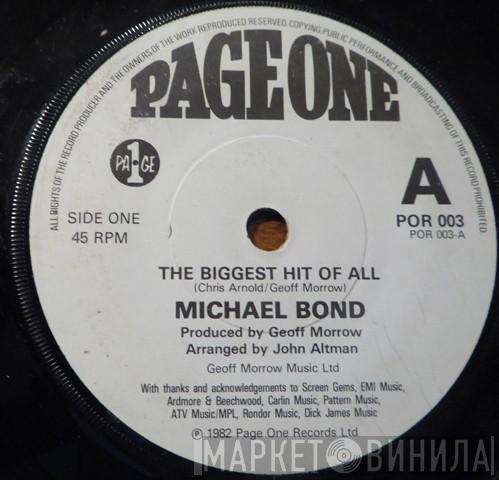 ALL RIGHTS OF THE RECORD PRODUCER AND THE OWNERS OF THE WORK REPRODUCED RESERVED. COPYING, PUBLIC PERFORMANCE AND BROADCASTING OF THIS RECORD PROHIBITED
PAGE ONE
1
PAGE
A
SIDE ONE
45 RPM
POR 003
POR 003-A
THE BIGGEST HIT OF ALL
(Chris Arnold/Geoff Morrow)
MICHAEL BOND
Produced by Geoff Morrow
Arranged by John Altman
Geoff Morrow Music Ltd
With thanks and acknowledgements to Screen Gems, EMI Music,
Ardmore & Beechwood, Carlin Music, Pattern Music,
ATV Music/MPL, Rondor Music, Dick James Music
℗ 1982 Page One Records Ltd
МАРКЕТ ВИНИЛА!